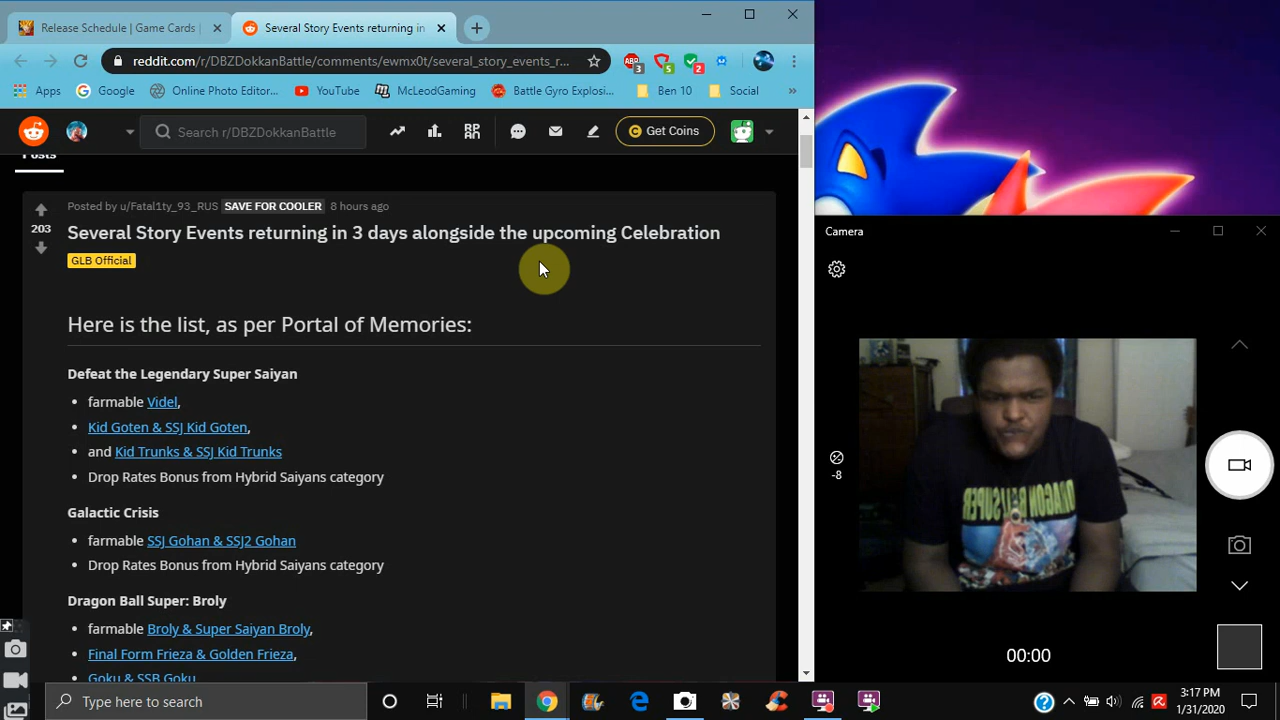 Release Schedule | Game Cards
Several Story Events returning in
reddit.com/r/DBZDokkanBattle/comments/ewmx0t/several_story_events_r...
ABP
3
5
2
Apps
Google
Online Photo Editor...
YouTube
McLeodGaming
Battle Gyro Explosi...
Ben 10
Social
»
Search r/DBZDokkanBattle
Get Coins
Posts
Posted by u/Fatal1ty_93_RUS SAVE FOR COOLER 8 hours ago
203
Several Story Events returning in 3 days alongside the upcoming Celebration
GLB Official
Here is the list, as per Portal of Memories:
Defeat the Legendary Super Saiyan
• farmable Videl,
• Kid Goten & SSJ Kid Goten,
• and Kid Trunks & SSJ Kid Trunks
• Drop Rates Bonus from Hybrid Saiyans category
Galactic Crisis
• farmable SSJ Gohan & SSJ2 Gohan
• Drop Rates Bonus from Hybrid Saiyans category
Dragon Ball Super: Broly
• farmable Broly & Super Saiyan Broly,
• Final Form Frieza & Golden Frieza,
• Goku & SSB Goku
Camera
-8
DRAGON BALL SUPER
00:00
Type here to search
3:17 PM
1/31/2020